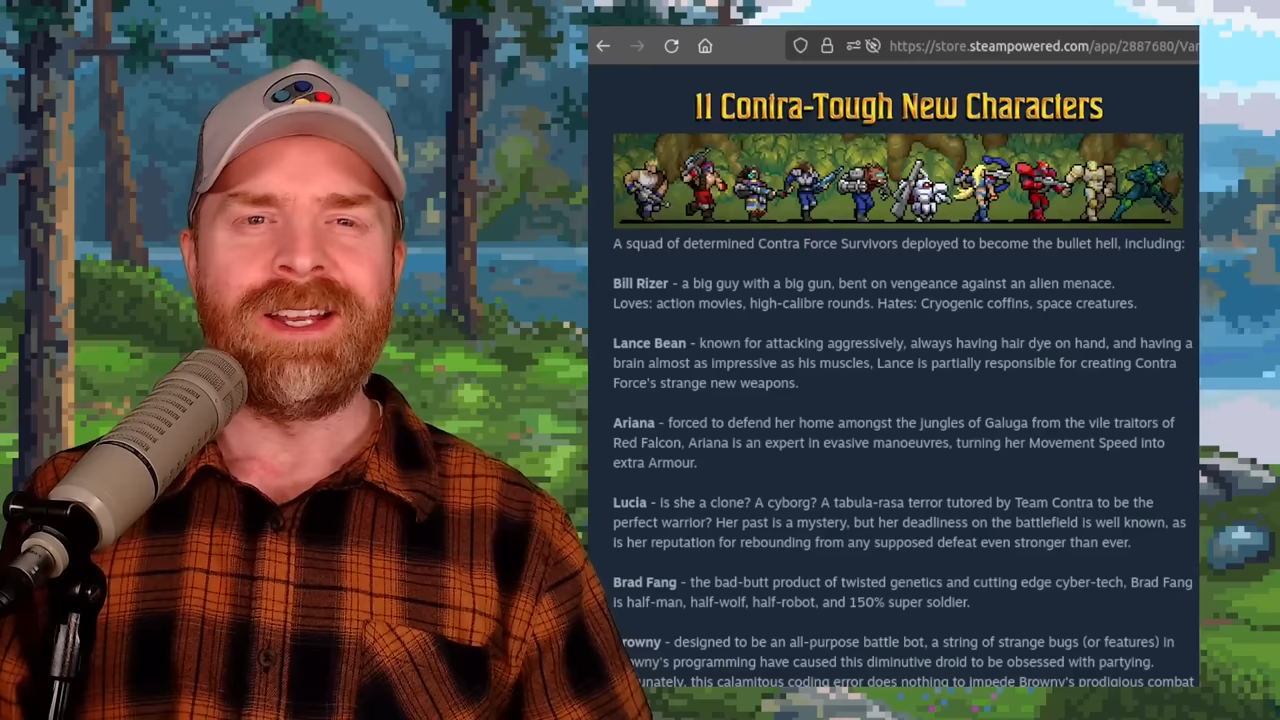 https://store.steampowered.com/app/2887680/Var
11 Contra-Tough New Characters
A squad of determined Contra Force Survivors deployed to become the bullet hell, including:
Bill Rizer - a big guy with a big gun, bent on vengeance against an alien menace.
Loves: action movies, high-calibre rounds. Hates: Cryogenic coffins, space creatures.
Lance Bean - known for attacking aggressively, always having hair dye on hand, and having a
brain almost as impressive as his muscles, Lance is partially responsible for creating Contra
Force's strange new weapons.
Ariana - forced to defend her home amongst the jungles of Galuga from the vile traitors of
Red Falcon, Ariana is an expert in evasive manoeuvres, turning her Movement Speed into
extra Armour.
Lucia - is she a clone? A cyborg? A tabula-rasa terror tutored by Team Contra to be the
perfect warrior? Her past is a mystery, but her deadliness on the battlefield is well known, as
is her reputation for rebounding from any supposed defeat even stronger than ever.
Brad Fang - the bad-butt product of twisted genetics and cutting edge cyber-tech, Brad Fang
is half-man, half-wolf, half-robot, and 150% super soldier.
rowny - designed to be an all-purpose battle bot, a string of strange bugs (or features) in
owny's programming have caused this diminutive droid to be obsessed with partying.
unately, this calamitous coding error does nothing to impede Browny's prodigious combat